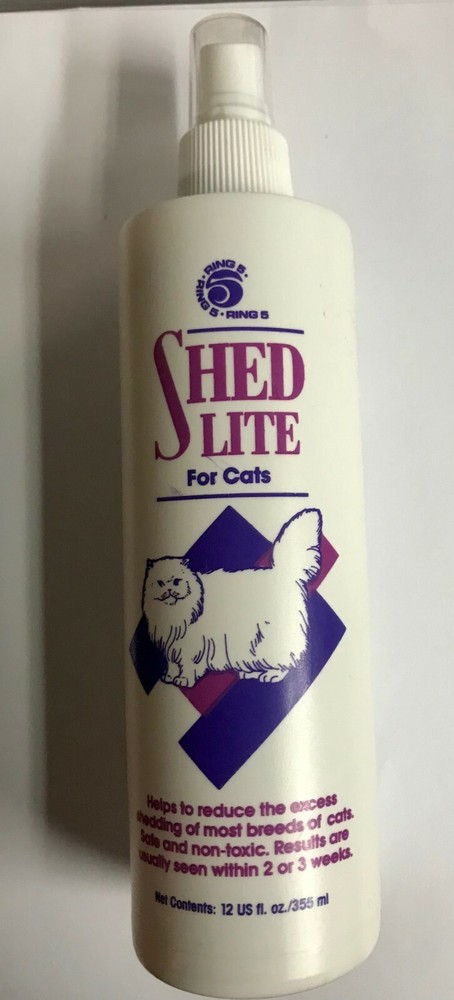 RING 5 • RING 5 • RING 5 •
5
SHED
LITE
For Cats
Helps to reduce the excess
shedding of most breeds of cats.
Safe and non-toxic. Results are
usually seen within 2 or 3 weeks.
Net Contents: 12 US fl. oz./355 ml